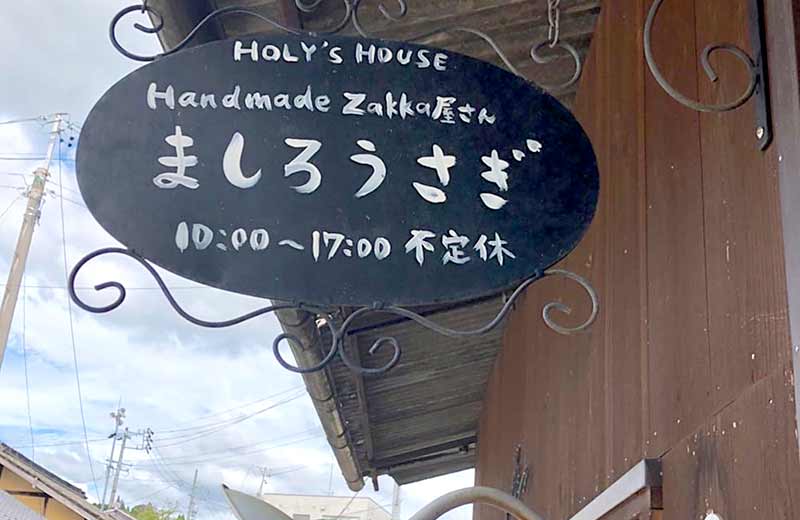 HOLY'S HOUSE
Handmade Zakka屋さん
ましろうさぎ
10:00～17:00 不定休